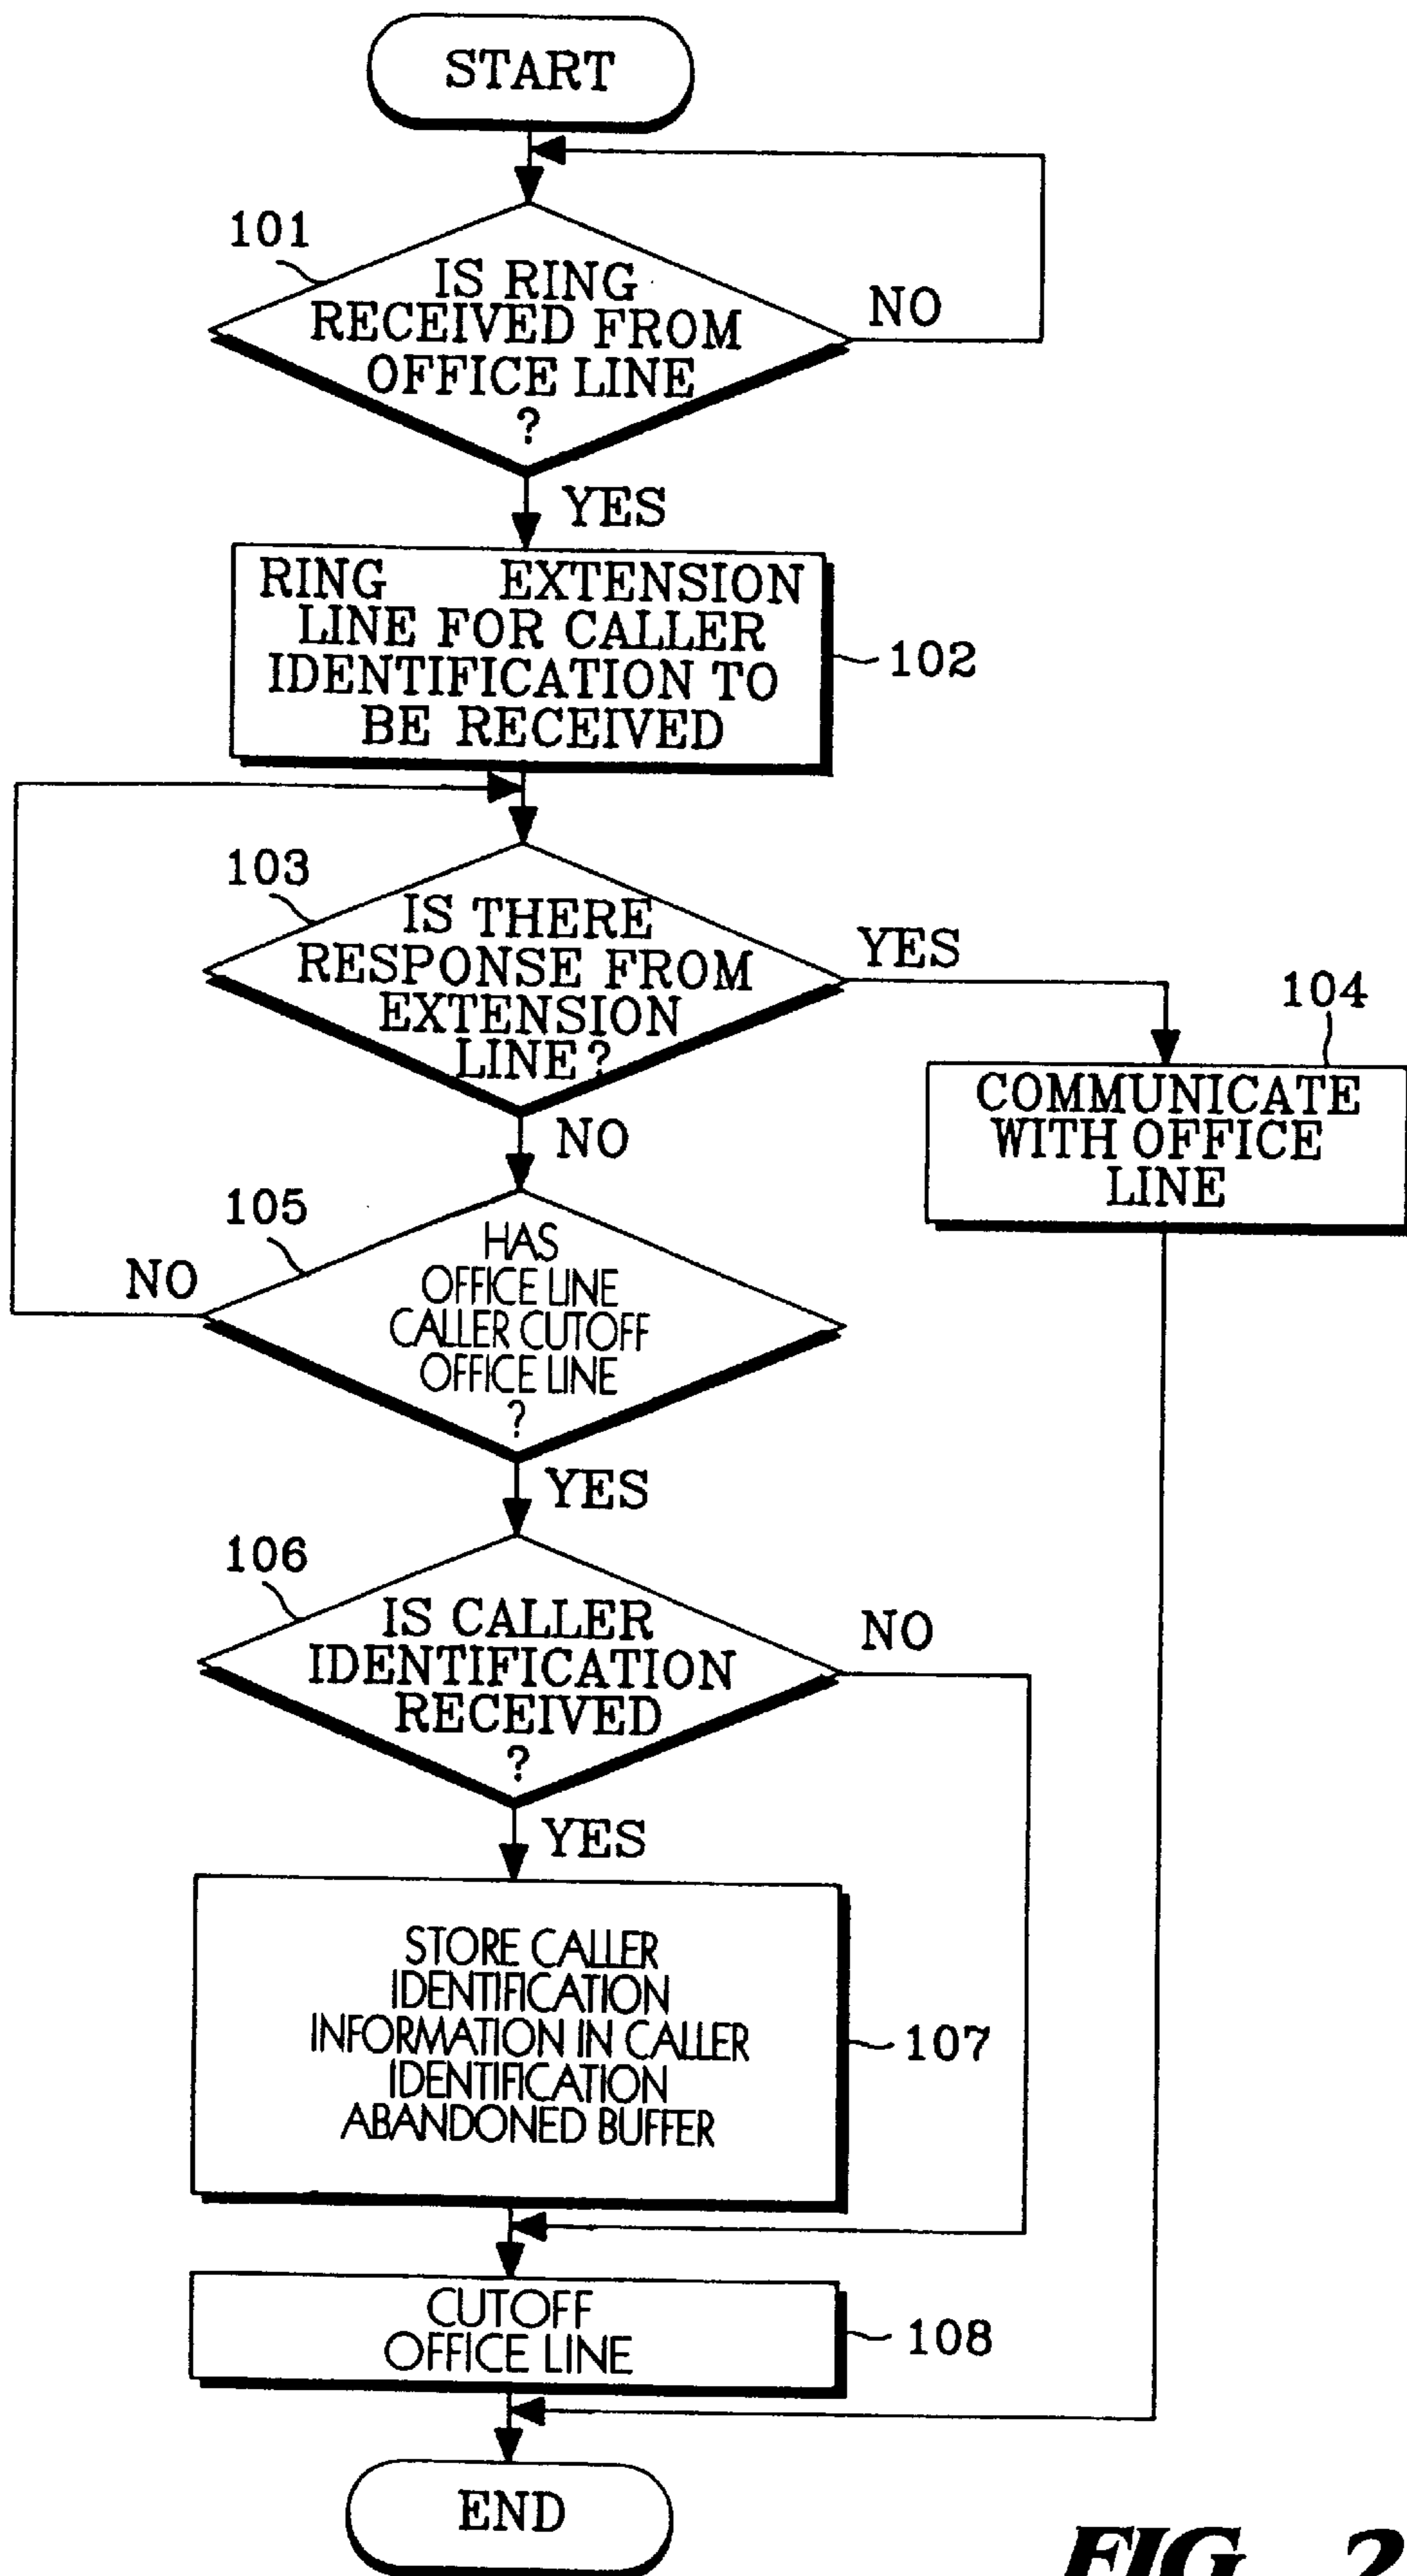 START
101
IS RING
RECEIVED FROM
OFFICE LINE
?
NO
YES
RING EXTENSION
LINE FOR CALLER
IDENTIFICATION TO
BE RECEIVED
102
103
IS THERE
RESPONSE FROM
EXTENSION
LINE?
YES
104
COMMUNICATE
WITH OFFICE
LINE
NO
105
HAS
OFFICE LINE
CALLER CUTOFF
OFFICE LINE
?
NO
YES
106
IS CALLER
IDENTIFICATION
RECEIVED
?
NO
YES
STORE CALLER
IDENTIFICATION
INFORMATION IN CALLER
IDENTIFICATION
ABANDONED BUFFER
107
CUTOFF
OFFICE LINE
108
END
FIG. 2